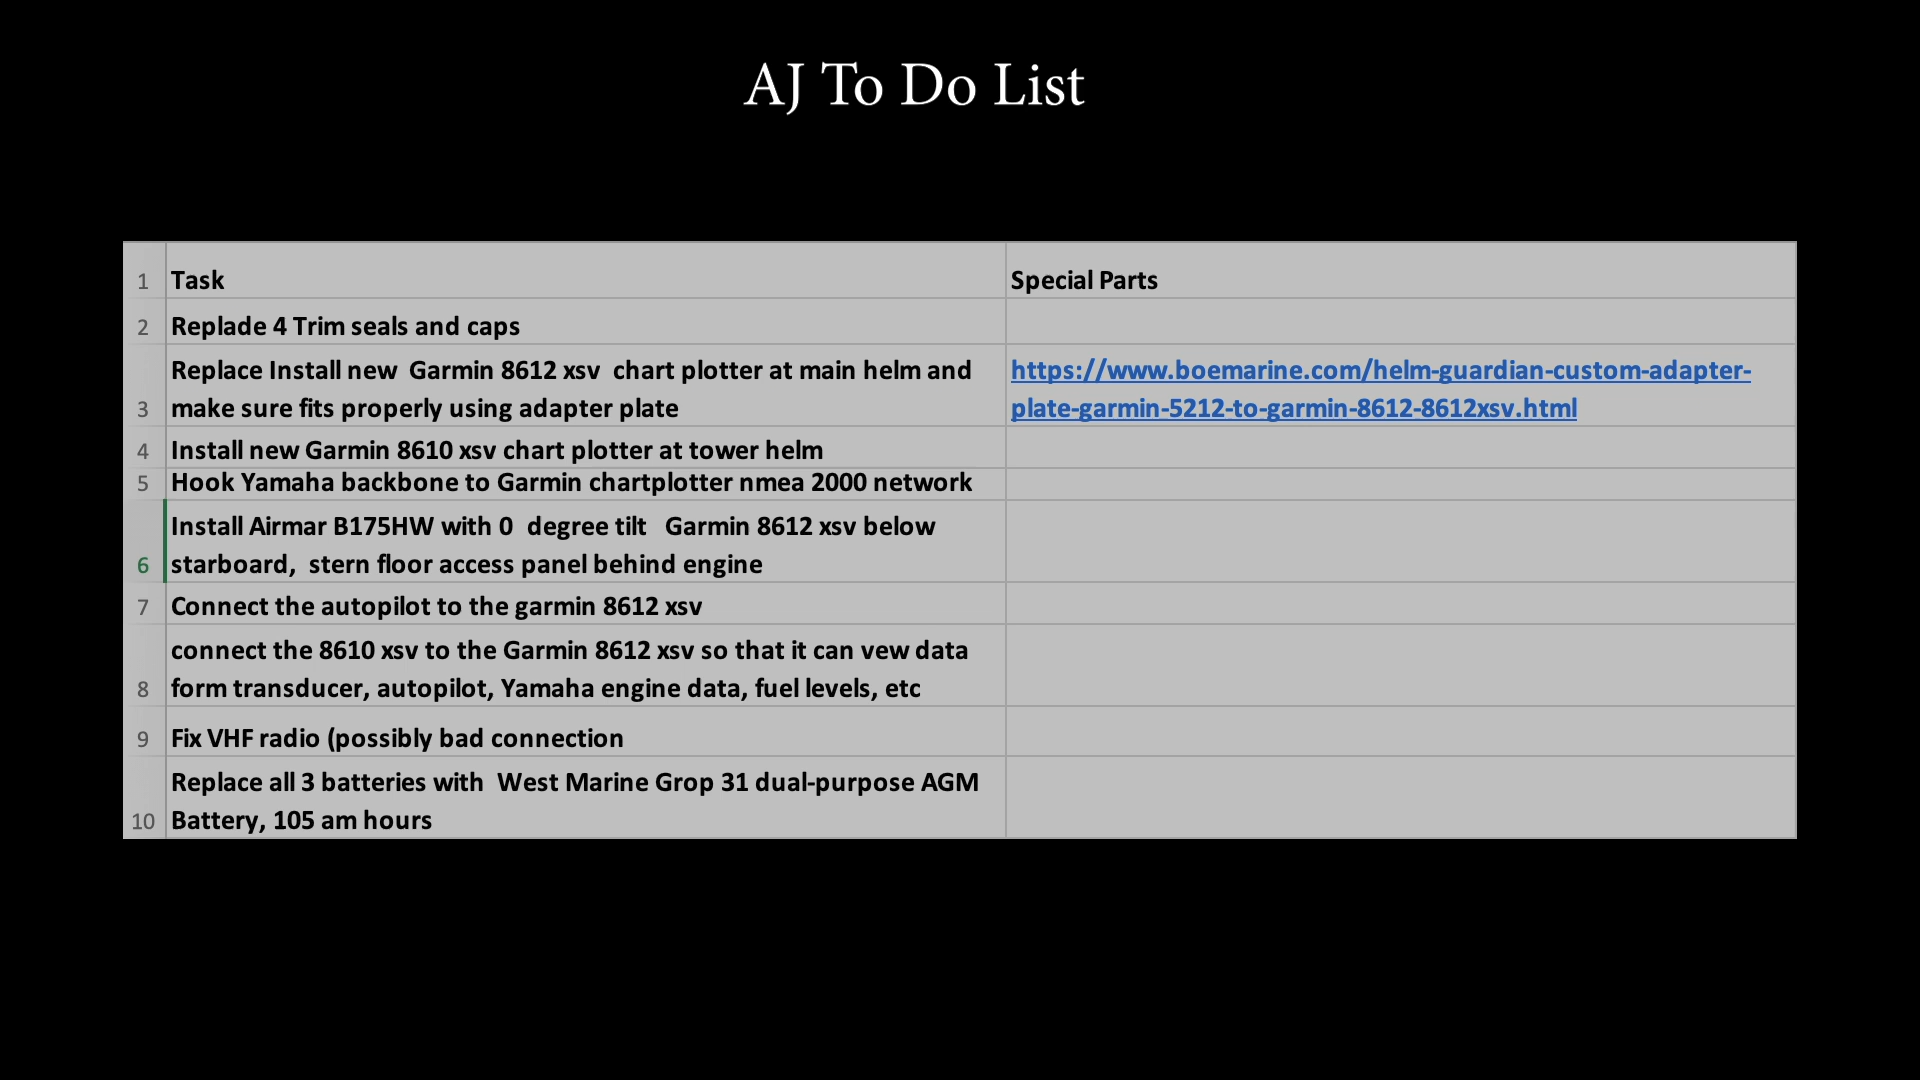 AJ To Do List
1 Task Special Parts
2 Replade 4 Trim seals and caps
Replace Install new  Garmin 8612 xsv  chart plotter at main helm and
3 make sure fits properly using adapter plate
https://www.boemarine.com/helm-guardian-custom-adapter-
plate-garmin-5212-to-garmin-8612-8612xsv.html
4 Install new Garmin 8610 xsv chart plotter at tower helm
5 Hook Yamaha backbone to Garmin chartplotter nmea 2000 network
Install Airmar B175HW with 0  degree tilt   Garmin 8612 xsv below
6 starboard,  stern floor access panel behind engine
7 Connect the autopilot to the garmin 8612 xsv
connect the 8610 xsv to the Garmin 8612 xsv so that it can vew data
8 form transducer, autopilot, Yamaha engine data, fuel levels, etc
9 Fix VHF radio (possibly bad connection
Replace all 3 batteries with  West Marine Grop 31 dual-purpose AGM
10 Battery, 105 am hours